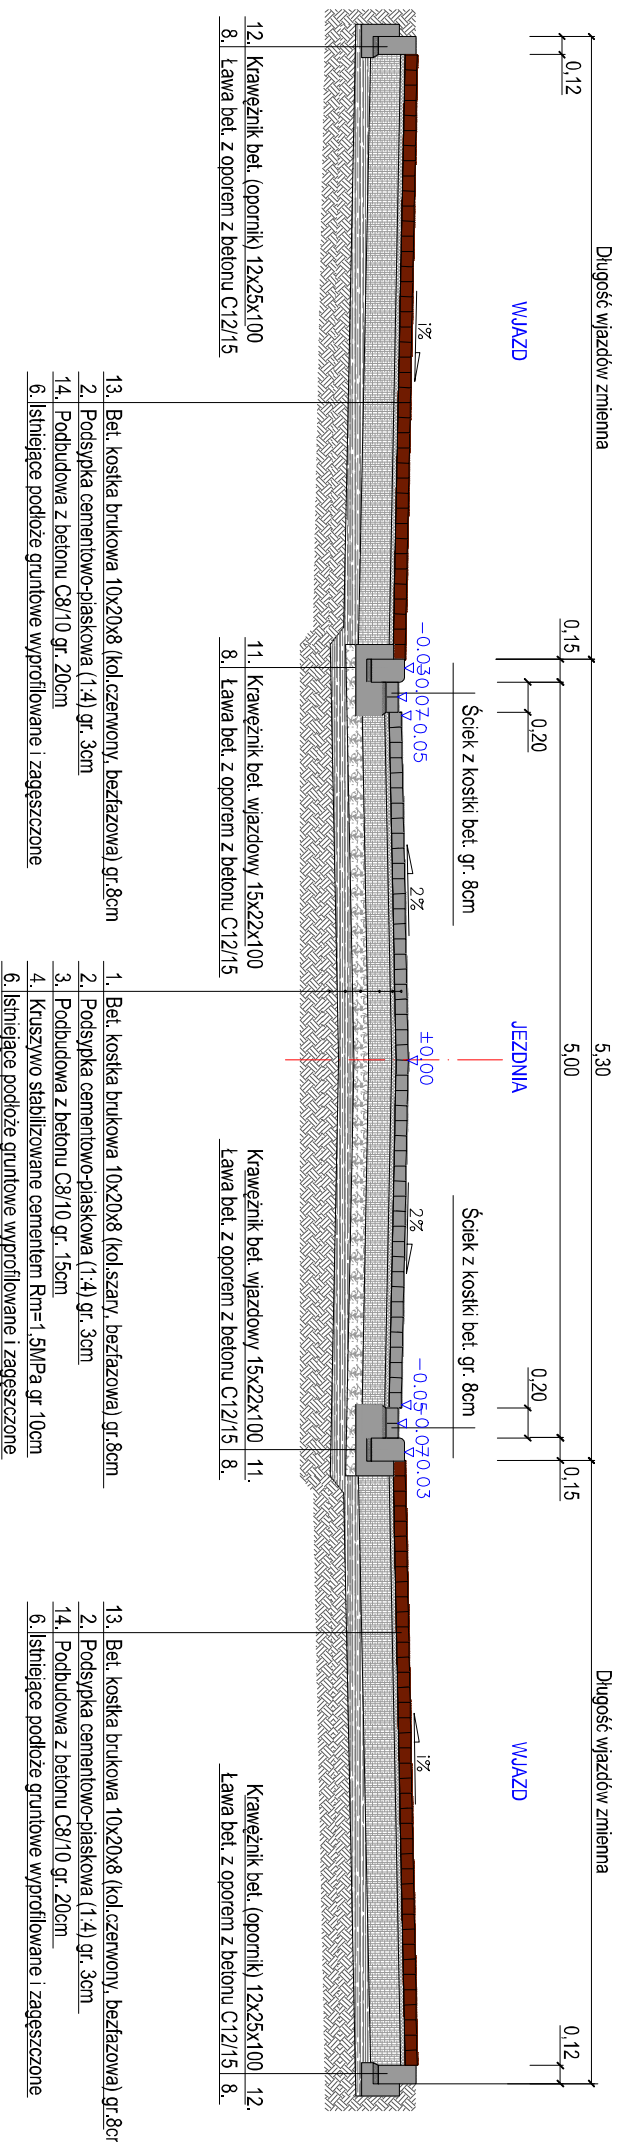 Długość wjazdów zmienna
5,30
Długość wjazdów zmienna
0,12
0,15
5,00
0,15
0,12
0,20
0,20
WJAZD
JEZDNIA
WJAZD
Ściek z kostki bet. gr. 8cm
Ściek z kostki bet. gr. 8cm
i%
-0.03
-0.07
-0.05
2%
±0,00
2%
-0.05
-0.07
-0.03
i%
12. Krawężnik bet. (opornik) 12x25x100
8. Ława bet. z oporem z betonu C12/15
11. Krawężnik bet. wjazdowy 15x22x100
8. Ława bet. z oporem z betonu C12/15
Krawężnik bet. wjazdowy 15x22x100 11.
Ława bet. z oporem z betonu C12/15 8.
Krawężnik bet. (opornik) 12x25x100 12.
Ława bet. z oporem z betonu C12/15 8.
13. Bet. kostka brukowa 10x20x8 (kol.czerwony, bezfazowa) gr.8cm
2. Podsypka cementowo-piaskowa (1:4) gr. 3cm
14. Podbudowa z betonu C8/10 gr. 20cm
6. Istniejące podłoże gruntowe wyprofilowane i zagęszczone
1. Bet. kostka brukowa 10x20x8 (kol.szary, bezfazowa) gr.8cm
2. Podsypka cementowo-piaskowa (1:4) gr. 3cm
3. Podbudowa z betonu C8/10 gr. 15cm
4. Kruszywo stabilizowane cementem Rm=1.5MPa gr 10cm
6. Istniejące podłoże gruntowe wyprofilowane i zagęszczone
13. Bet. kostka brukowa 10x20x8 (kol.czerwony, bezfazowa) gr.8cm
2. Podsypka cementowo-piaskowa (1:4) gr. 3cm
14. Podbudowa z betonu C8/10 gr. 20cm
6. Istniejące podłoże gruntowe wyprofilowane i zagęszczone